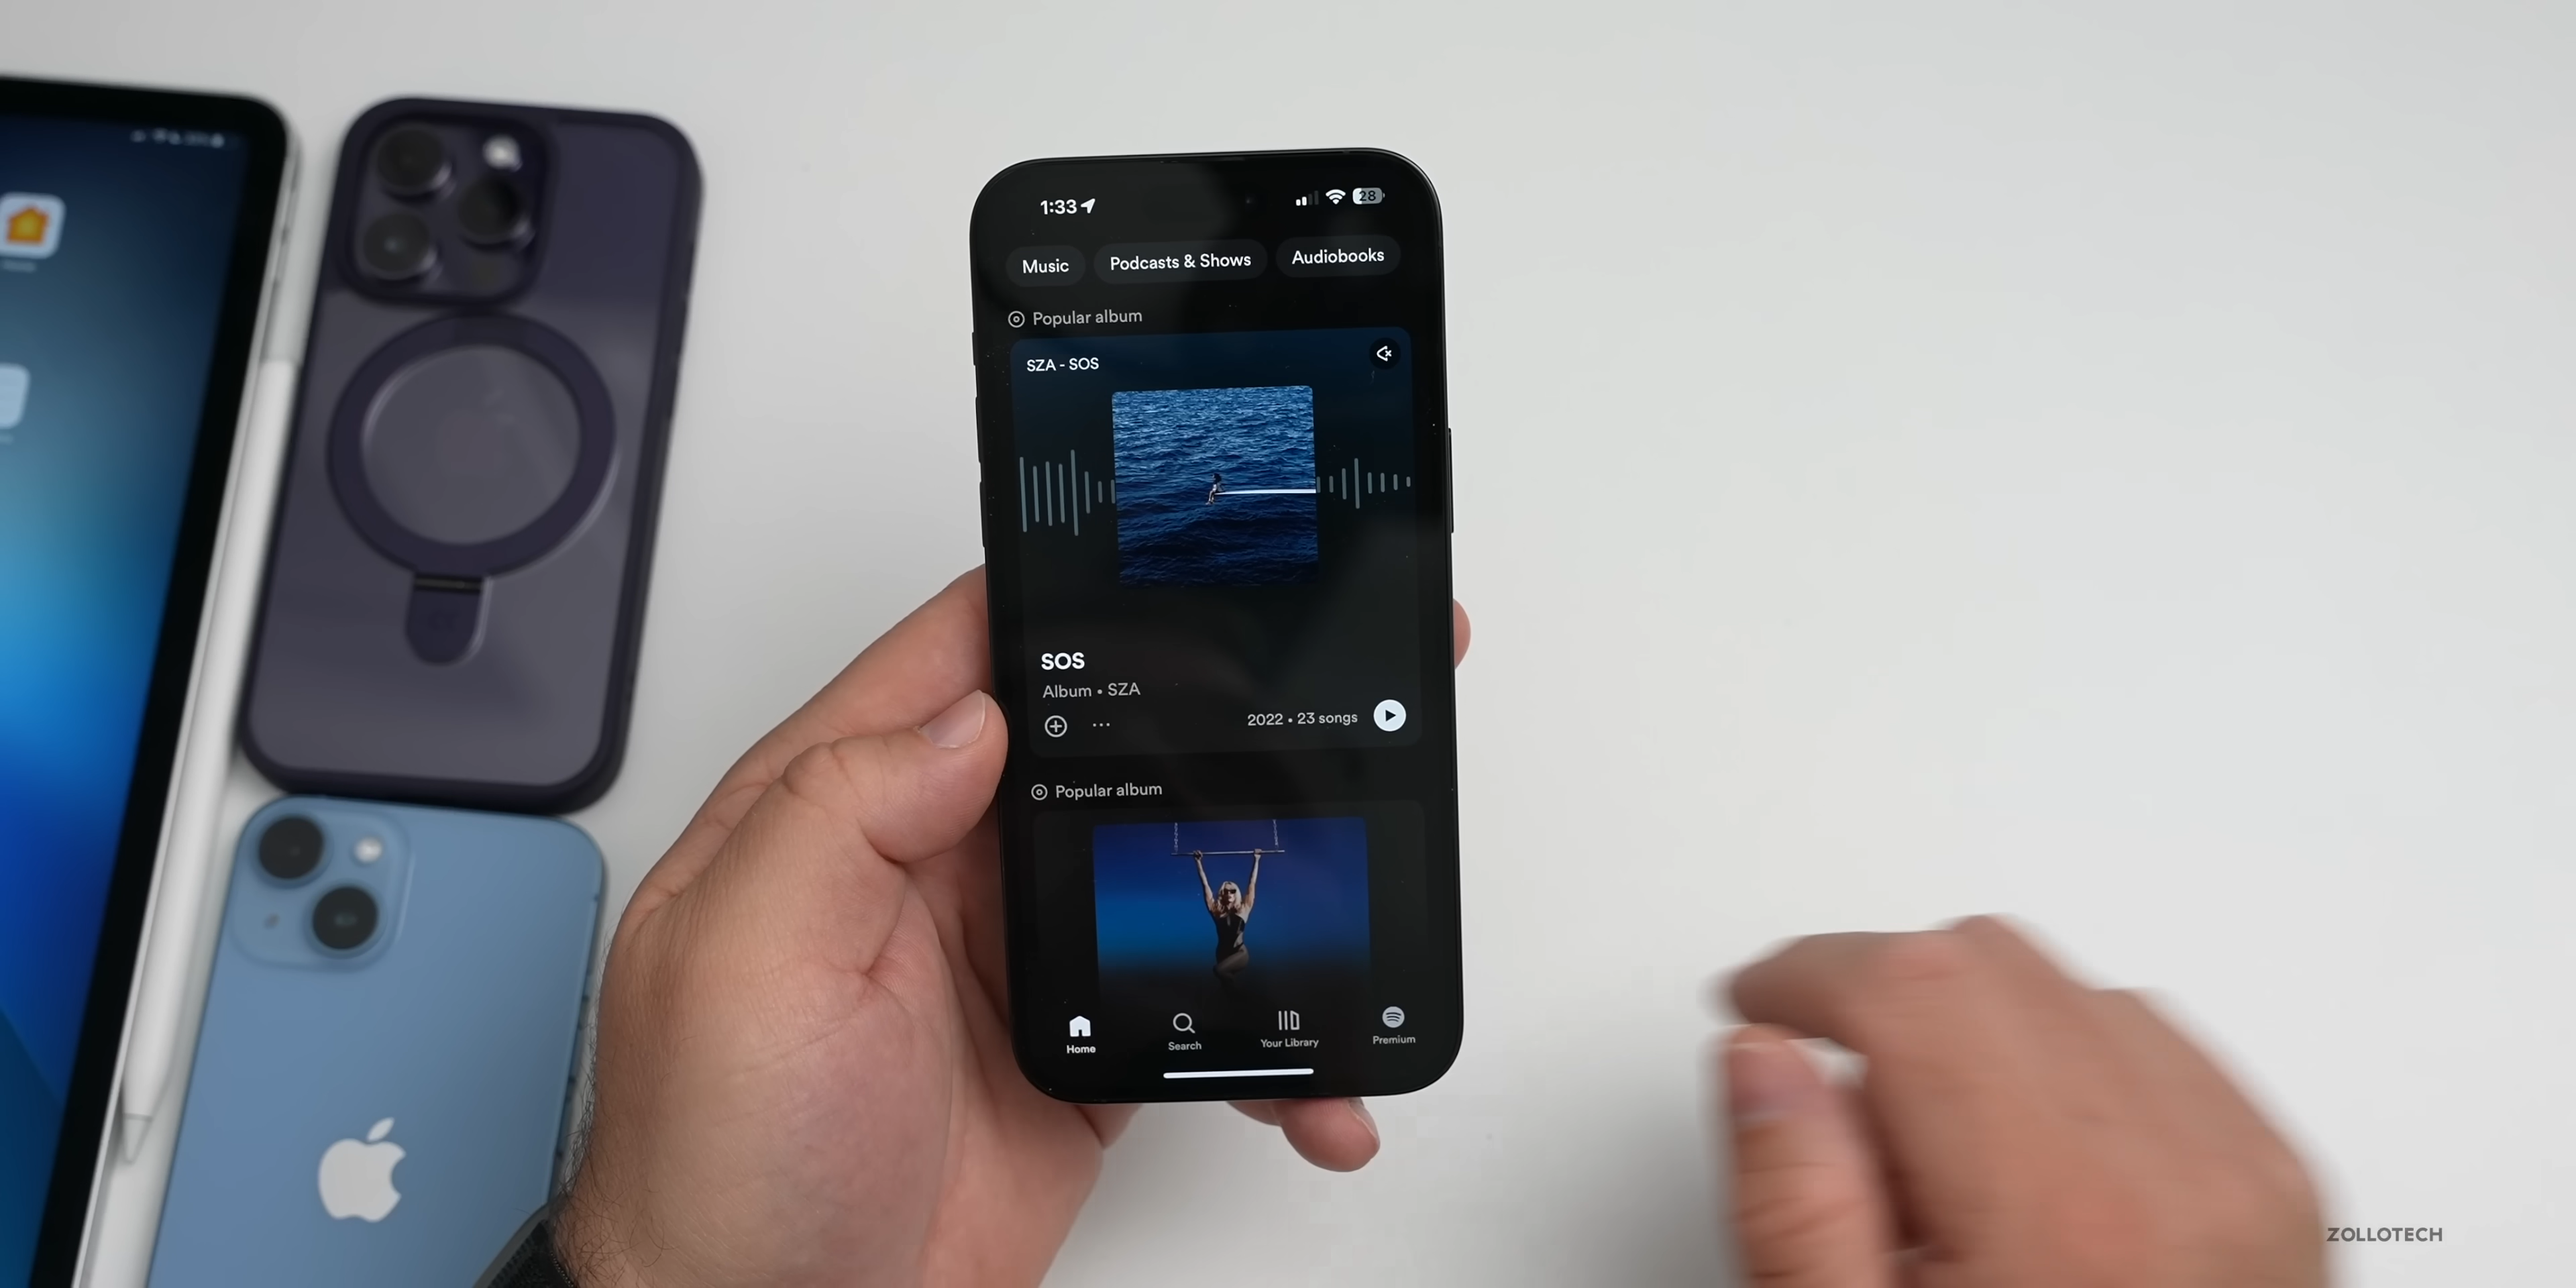 1:33
28
Music
Podcasts & Shows
Audiobooks
Popular album
SZA - SOS
SOS
Album • SZA
2022 • 23 songs
Popular album
Home
Search
Your Library
Premium
ZOLLOTECH